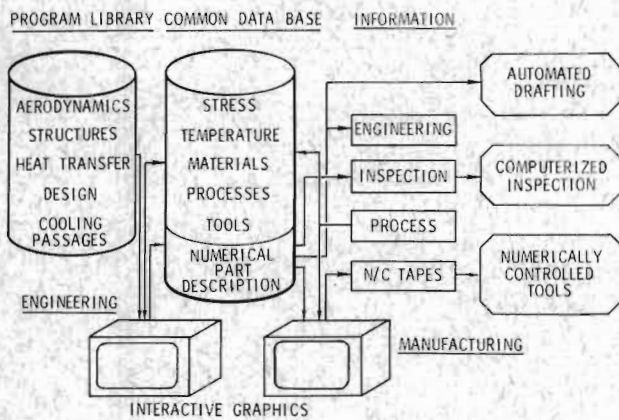 PROGRAM LIBRARY
COMMON DATA BASE
INFORMATION
AERODYNAMICS
STRUCTURES
HEAT TRANSFER
DESIGN
COOLING
PASSAGES
STRESS
TEMPERATURE
MATERIALS
PROCESSES
TOOLS
NUMERICAL
PART
DESCRIPTION
ENGINEERING
INSPECTION
PROCESS
N/C TAPES
AUTOMATED
DRAFTING
COMPUTERIZED
INSPECTION
NUMERICALLY
CONTROLLED
TOOLS
ENGINEERING
MANUFACTURING
INTERACTIVE GRAPHICS